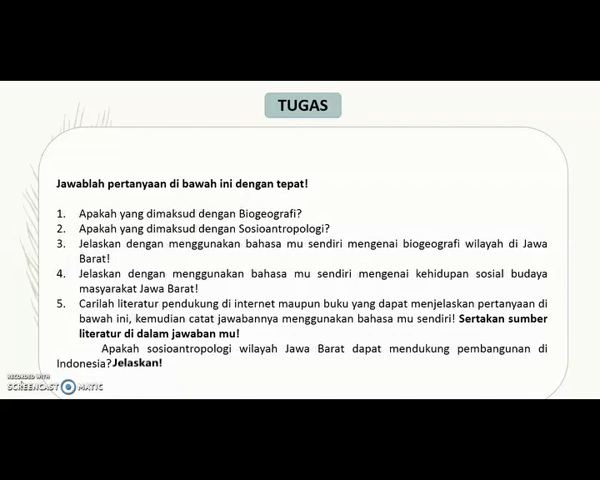 TUGAS
Jawablah pertanyaan di bawah ini dengan tepat!
1. Apakah yang dimaksud dengan Biogeografi?
2. Apakah yang dimaksud dengan Sosioantropologi?
3. Jelaskan dengan menggunakan bahasa mu sendiri mengenai biogeografi wilayah di Jawa
Barat!
4. Jelaskan dengan menggunakan bahasa mu sendiri mengenai kehidupan sosial budaya
masyarakat Jawa Barat!
5. Carilah literatur pendukung di internet maupun buku yang dapat menjelaskan pertanyaan di
bawah ini, kemudian catat jawabannya menggunakan bahasa mu sendiri! Sertakan sumber
literatur di dalam jawaban mu!
Apakah sosioantropologi wilayah Jawa Barat dapat mendukung pembangunan di
Indonesia? Jelaskan!
RECORDED WITH
SCREENCAST MATIC